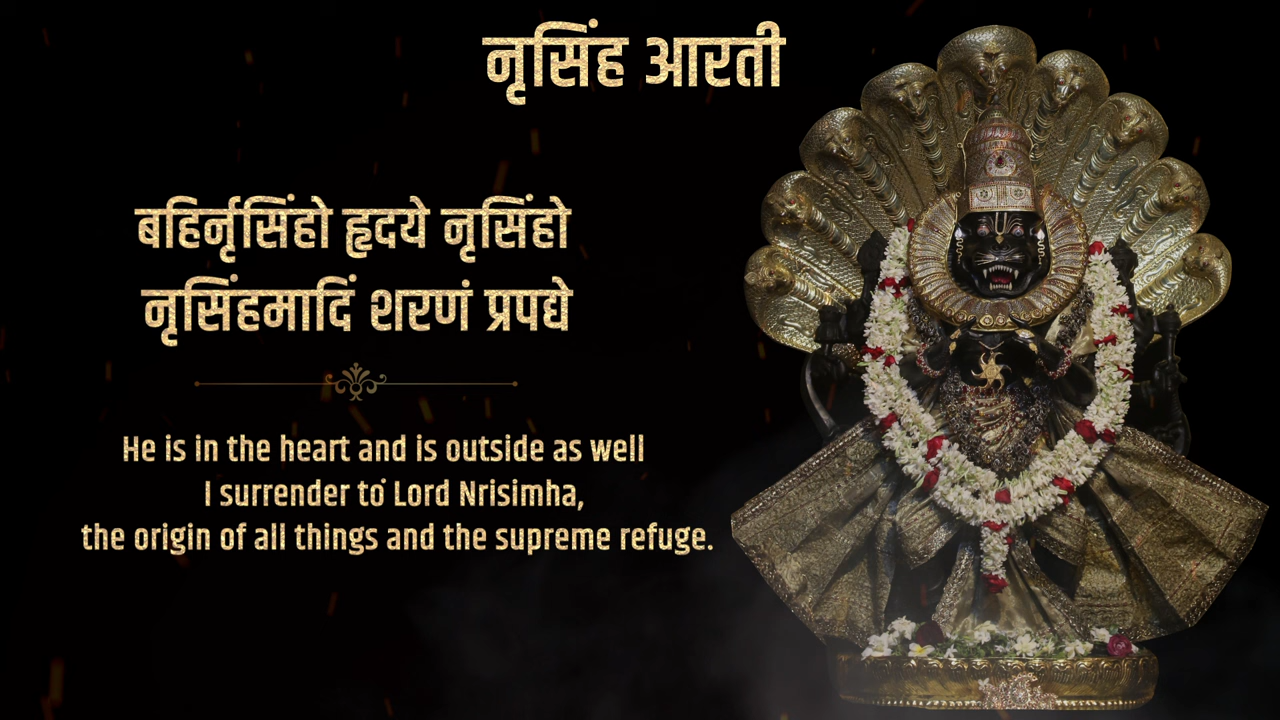 नृसिंह आरती
बहिर्नृसिंहो हृदये नृसिंहो
नृसिंहमादिं शरणं प्रपद्ये
He is in the heart and is outside as well
I surrender to Lord Nrisimha,
the origin of all things and the supreme refuge.